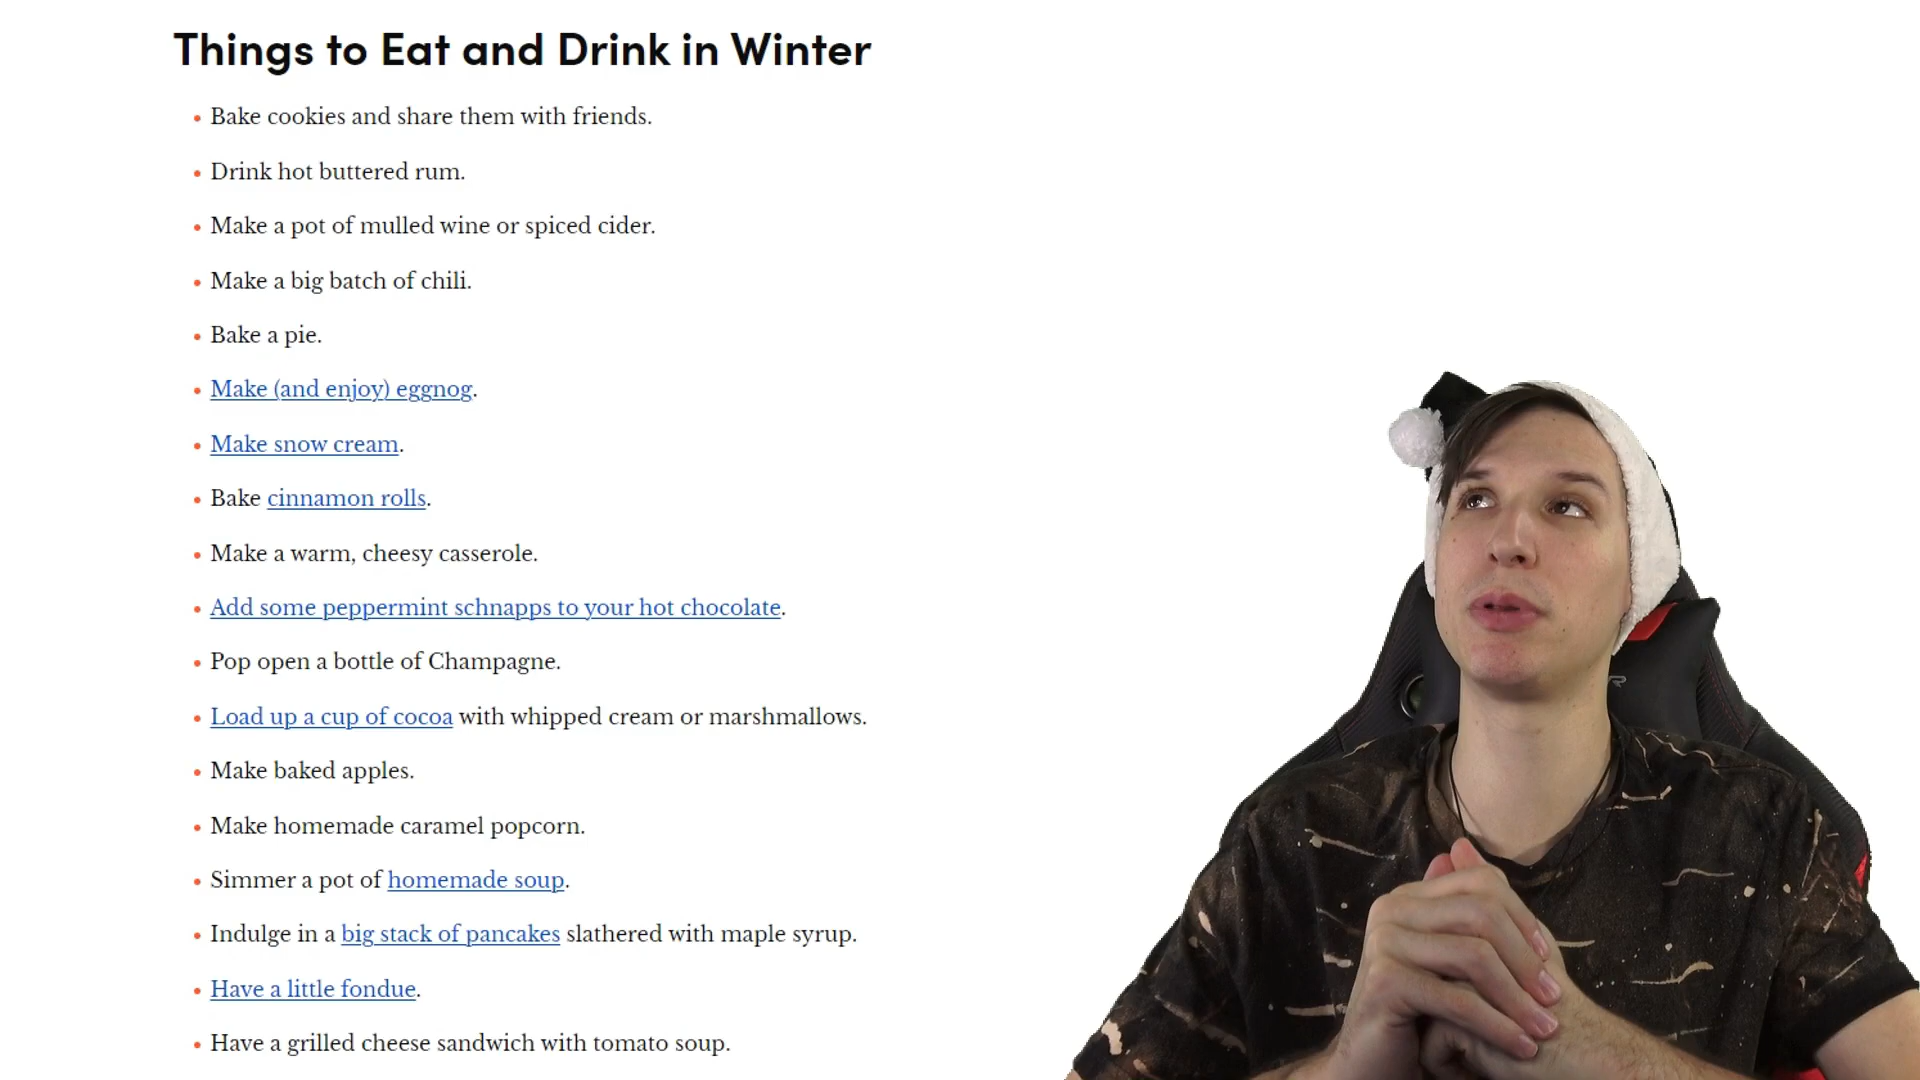 Things to Eat and Drink in Winter
Bake cookies and share them with friends.
Drink hot buttered rum.
Make a pot of mulled wine or spiced cider.
Make a big batch of chili.
Bake a pie.
Make (and enjoy) eggnog.
Make snow cream.
Bake cinnamon rolls.
Make a warm, cheesy casserole.
Add some peppermint schnapps to your hot chocolate.
Pop open a bottle of Champagne.
Load up a cup of cocoa with whipped cream or marshmallows.
Make baked apples.
Make homemade caramel popcorn.
Simmer a pot of homemade soup.
Indulge in a big stack of pancakes slathered with maple syrup.
Have a little fondue.
Have a grilled cheese sandwich with tomato soup.